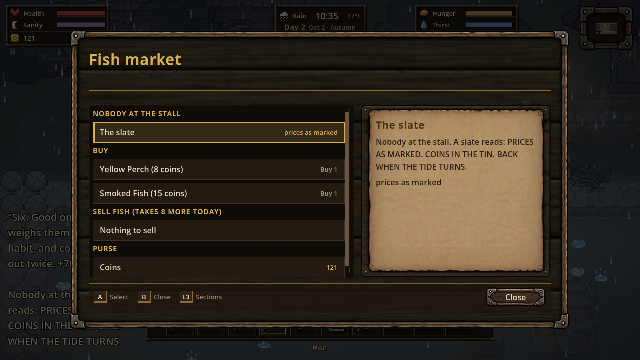 Health
Sanity
121
Rain 10:35
Day 2 Oct 2 · Autumn
Hunger
Thirst
Fish market
NOBODY AT THE STALL
The slate prices as marked
BUY
Yellow Perch (8 coins) Buy 1
Smoked Fish (15 coins) Buy 1
SELL FISH (TAKES 8 MORE TODAY)
Nothing to sell
PURSE
Coins 121
The slate
Nobody at the stall. A slate reads: PRICES
AS MARKED. COINS IN THE TIN. BACK
WHEN THE TIDE TURNS.
prices as marked
A Select B Close L3 Sections
Close
"Six. Good on
weighs them
habit, and co
out twice. +7
Nobody at th
reads: PRICES
COINS IN THE
WHEN THE TIDE TURNS.
Hoe